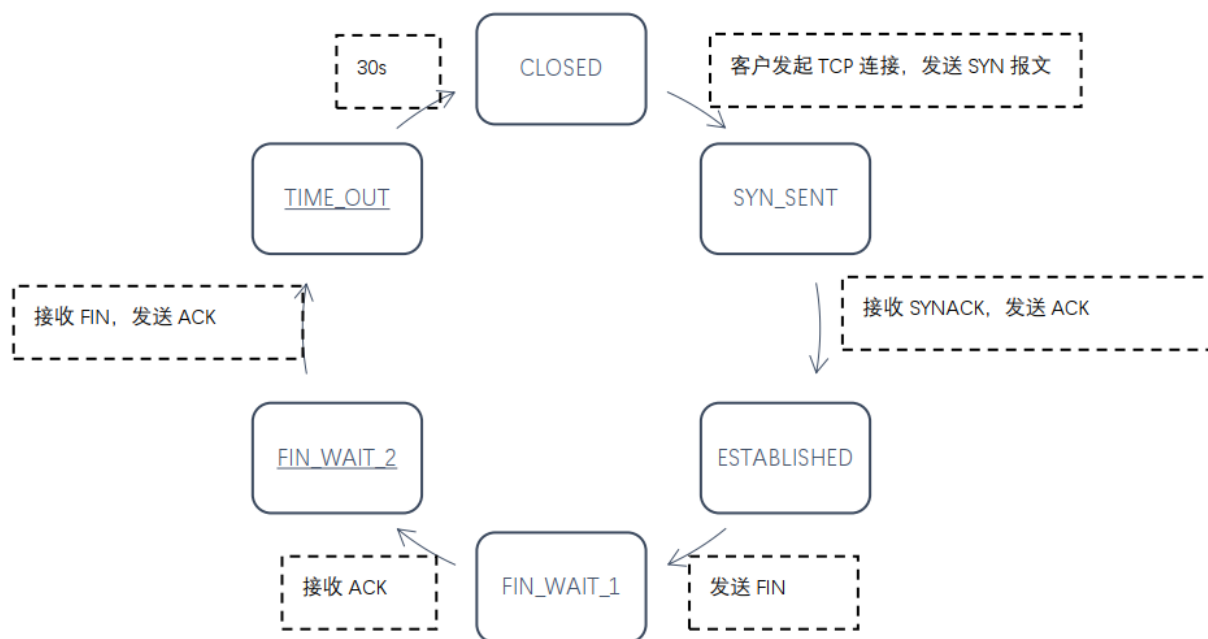 30s
CLOSED
客户发起 TCP 连接，发送 SYN 报文
TIME_OUT
SYN_SENT
接收 FIN，发送 ACK
接收 SYNACK，发送 ACK
FIN_WAIT_2
ESTABLISHED
接收 ACK
FIN_WAIT_1
发送 FIN